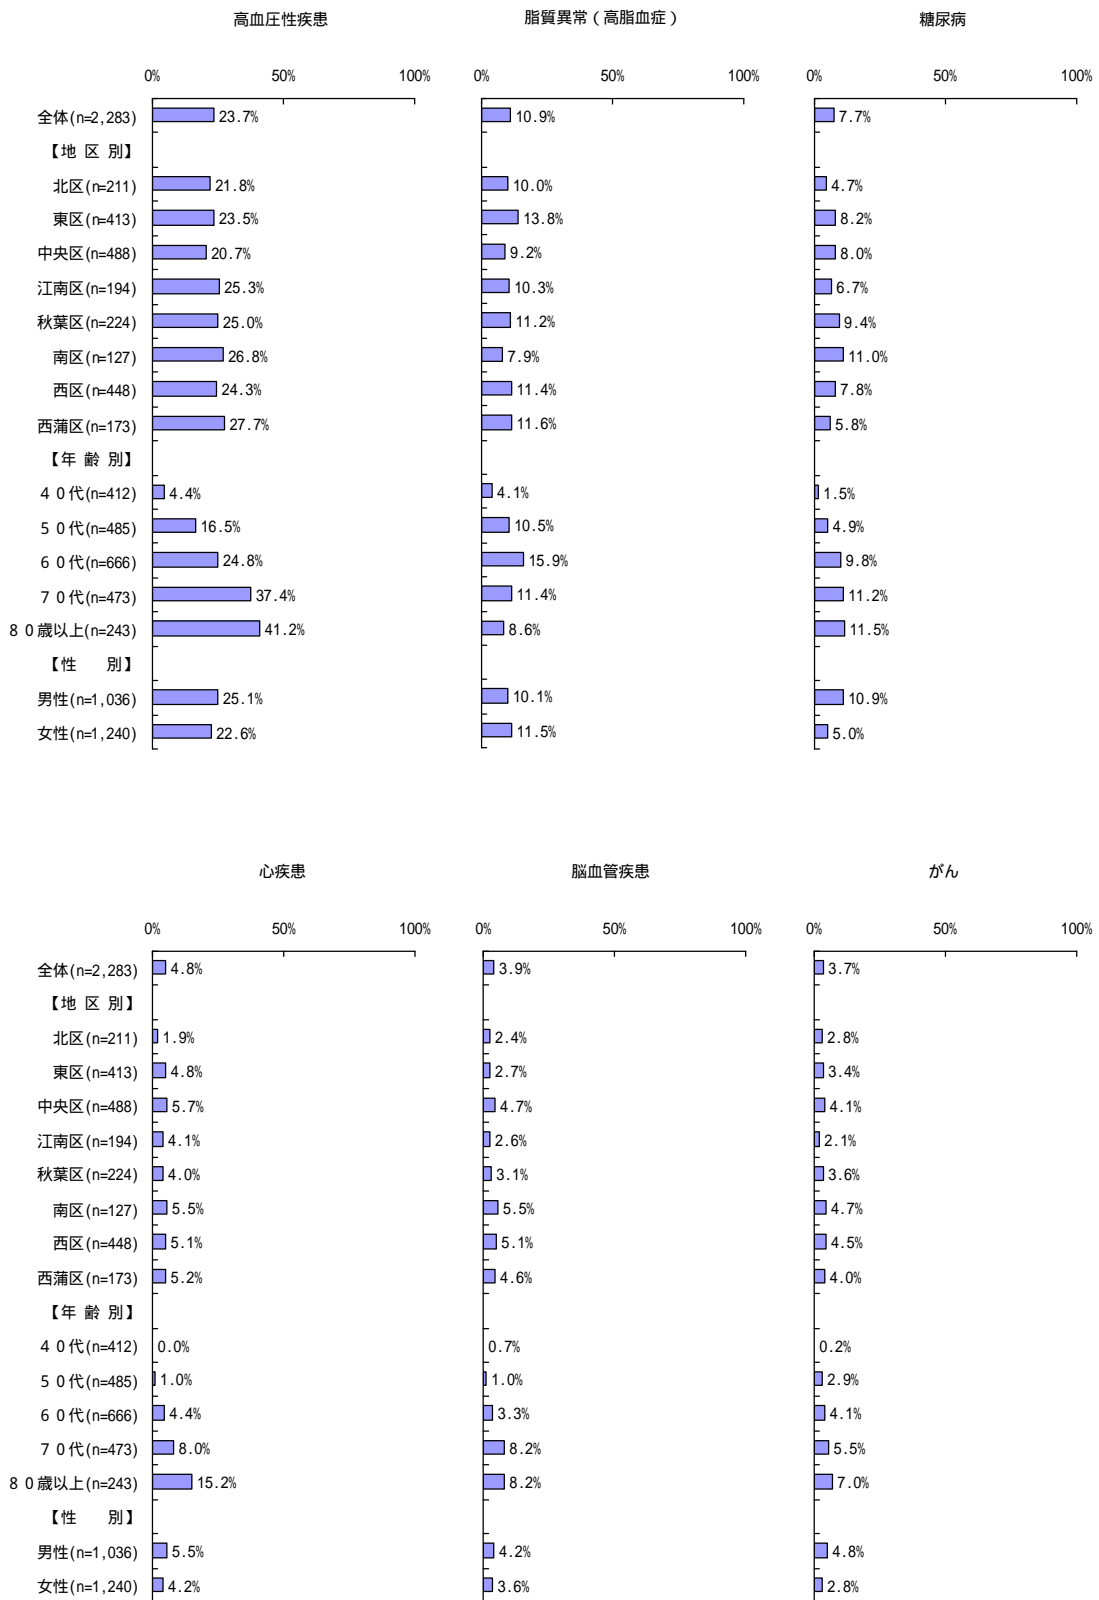 高血圧性疾患 脂質異常(高脂血症) 糖尿病
0% 50% 100% 0% 50% 100% 0% 50% 100%
全体(n=2,283) 23.7% 10.9% 7.7%
【地 区 別】
北区(n=211) 21.8% 10.0% 4.7%
東区(n=413) 23.5% 13.8% 8.2%
中央区(n=488) 20.7% 9.2% 8.0%
江南区(n=194) 25.3% 10.3% 6.7%
秋葉区(n=224) 25.0% 11.2% 9.4%
南区(n=127) 26.8% 7.9% 11.0%
西区(n=448) 24.3% 11.4% 7.8%
西蒲区(n=173) 27.7% 11.6% 5.8%
【年 齢 別】
40代(n=412) 4.4% 4.1% 1.5%
50代(n=485) 16.5% 10.5% 4.9%
60代(n=666) 24.8% 15.9% 9.8%
70代(n=473) 37.4% 11.4% 11.2%
80歳以上(n=243) 41.2% 8.6% 11.5%
【性 別】
男性(n=1,036) 25.1% 10.1% 10.9%
女性(n=1,240) 22.6% 11.5% 5.0%
心疾患 脳血管疾患 がん
0% 50% 100% 0% 50% 100% 0% 50% 100%
全体(n=2,283) 4.8% 3.9% 3.7%
【地 区 別】
北区(n=211) 1.9% 2.4% 2.8%
東区(n=413) 4.8% 2.7% 3.4%
中央区(n=488) 5.7% 4.7% 4.1%
江南区(n=194) 4.1% 2.6% 2.1%
秋葉区(n=224) 4.0% 3.1% 3.6%
南区(n=127) 5.5% 5.5% 4.7%
西区(n=448) 5.1% 5.1% 4.5%
西蒲区(n=173) 5.2% 4.6% 4.0%
【年 齢 別】
40代(n=412) 0.0% 0.7% 0.2%
50代(n=485) 1.0% 1.0% 2.9%
60代(n=666) 4.4% 3.3% 4.1%
70代(n=473) 8.0% 8.2% 5.5%
80歳以上(n=243) 15.2% 8.2% 7.0%
【性 別】
男性(n=1,036) 5.5% 4.2% 4.8%
女性(n=1,240) 4.2% 3.6% 2.8%